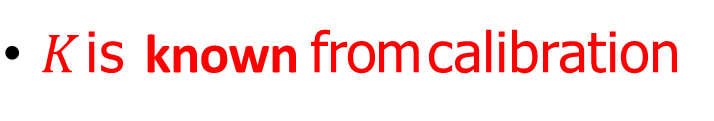 • K is known from calibration